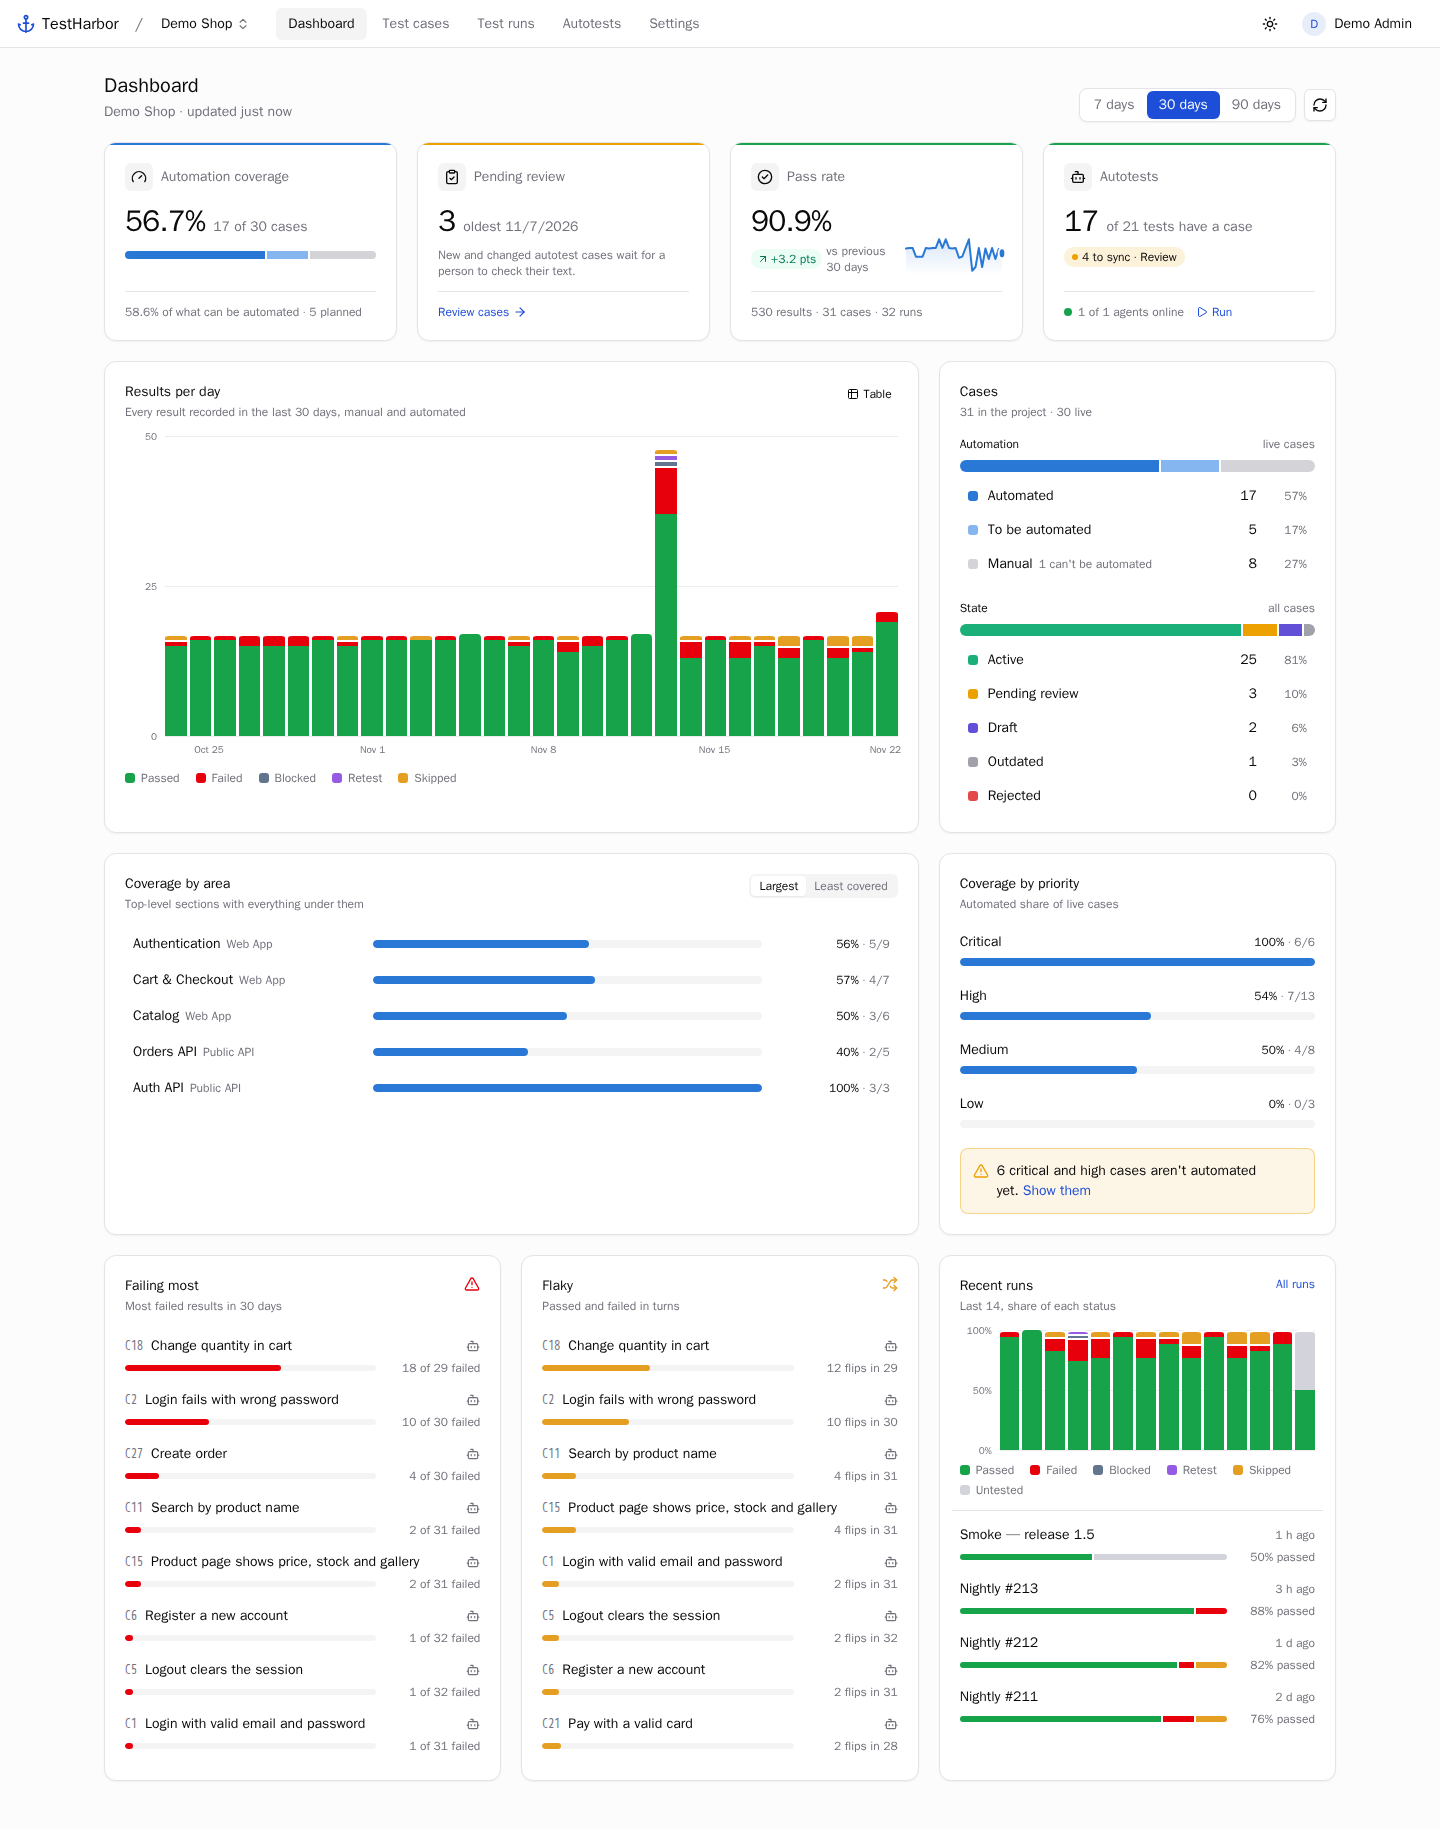 TestHarbor / Demo Shop Dashboard Test cases Test runs Autotests Settings D Demo Admin
Dashboard
Demo Shop · updated just now
7 days 30 days 90 days
Automation coverage
56.7% 17 of 30 cases
58.6% of what can be automated · 5 planned
Pending review
3 oldest 11/7/2026
New and changed autotest cases wait for a
person to check their text.
Review cases
Pass rate
90.9%
+3.2 pts vs previous
30 days
530 results · 31 cases · 32 runs
Autotests
17 of 21 tests have a case
4 to sync · Review
1 of 1 agents online Run
Results per day
Table
Every result recorded in the last 30 days, manual and automated
50
25
0
Oct 25 Nov 1 Nov 8 Nov 15 Nov 22
Passed Failed Blocked Retest Skipped
Cases
31 in the project · 30 live
Automation live cases
Automated 17 57%
To be automated 5 17%
Manual 1 can't be automated 8 27%
State all cases
Active 25 81%
Pending review 3 10%
Draft 2 6%
Outdated 1 3%
Rejected 0 0%
Coverage by area
Largest Least covered
Top-level sections with everything under them
Authentication Web App 56% · 5/9
Cart & Checkout Web App 57% · 4/7
Catalog Web App 50% · 3/6
Orders API Public API 40% · 2/5
Auth API Public API 100% · 3/3
Coverage by priority
Automated share of live cases
Critical 100% · 6/6
High 54% · 7/13
Medium 50% · 4/8
Low 0% · 0/3
6 critical and high cases aren't automated
yet. Show them
Failing most
Most failed results in 30 days
C18 Change quantity in cart
18 of 29 failed
C2 Login fails with wrong password
10 of 30 failed
C27 Create order
4 of 30 failed
C11 Search by product name
2 of 31 failed
C15 Product page shows price, stock and gallery
2 of 31 failed
C6 Register a new account
1 of 32 failed
C5 Logout clears the session
1 of 32 failed
C1 Login with valid email and password
1 of 31 failed
Flaky
Passed and failed in turns
C18 Change quantity in cart
12 flips in 29
C2 Login fails with wrong password
10 flips in 30
C11 Search by product name
4 flips in 31
C15 Product page shows price, stock and gallery
4 flips in 31
C1 Login with valid email and password
2 flips in 31
C5 Logout clears the session
2 flips in 32
C6 Register a new account
2 flips in 31
C21 Pay with a valid card
2 flips in 28
Recent runs All runs
Last 14, share of each status
100%
50%
0%
Passed Failed Blocked Retest Skipped
Untested
Smoke — release 1.5 1 h ago
50% passed
Nightly #213 3 h ago
88% passed
Nightly #212 1 d ago
82% passed
Nightly #211 2 d ago
76% passed